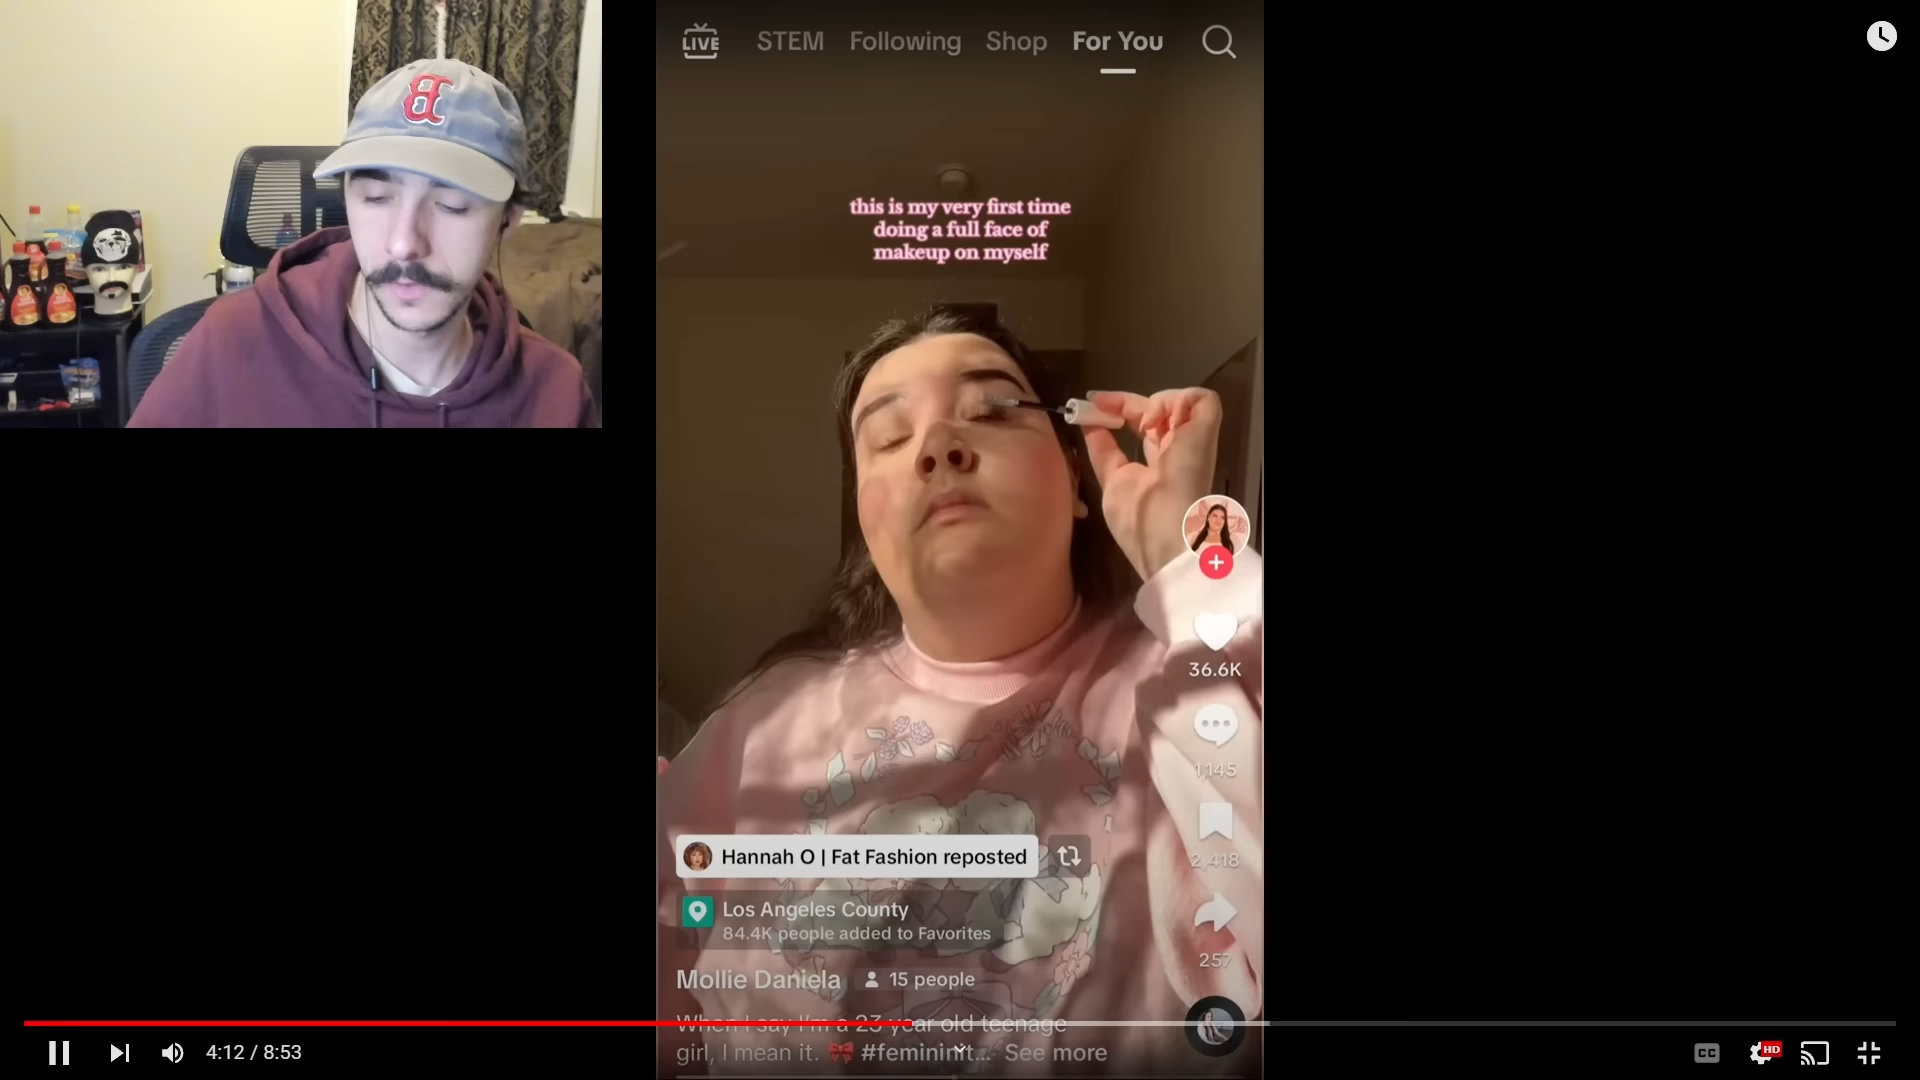 LIVE
STEM
Following
Shop
For You
B
this is my very first time
doing a full face of
makeup on myself
36.6K
1,145
2,418
257
Hannah O | Fat Fashion reposted
Los Angeles County
84.4K people added to Favorites
Mollie Daniela
15 people
When I say I'm a 23 year old teenage
girl, I mean it. 🎀 #femininit... See more
4:12 / 8:53
CC
HD